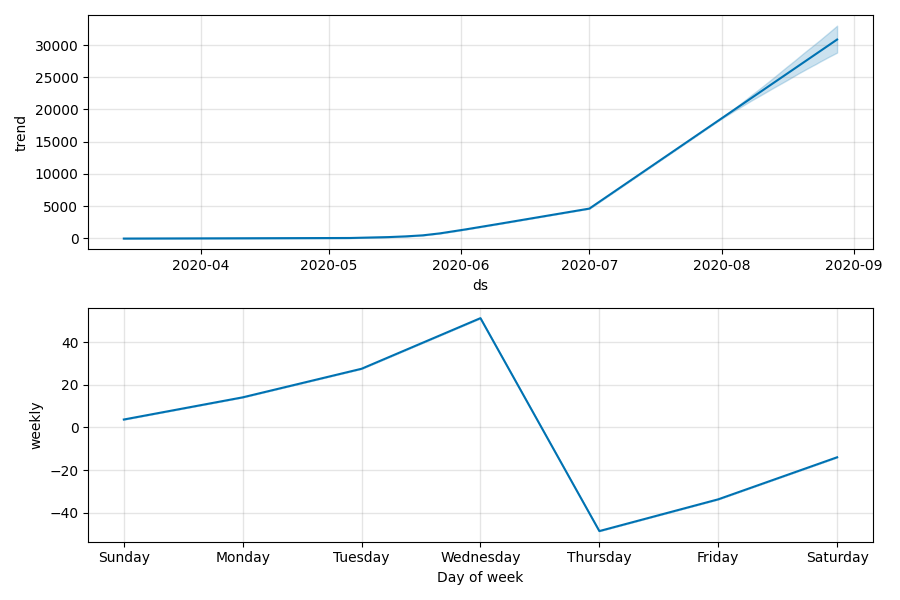 trend
30000
25000
20000
15000
10000
5000
0
2020-04 2020-05 2020-06 2020-07 2020-08 2020-09
ds
weekly
40
20
0
−20
−40
Sunday Monday Tuesday Wednesday Thursday Friday Saturday
Day of week